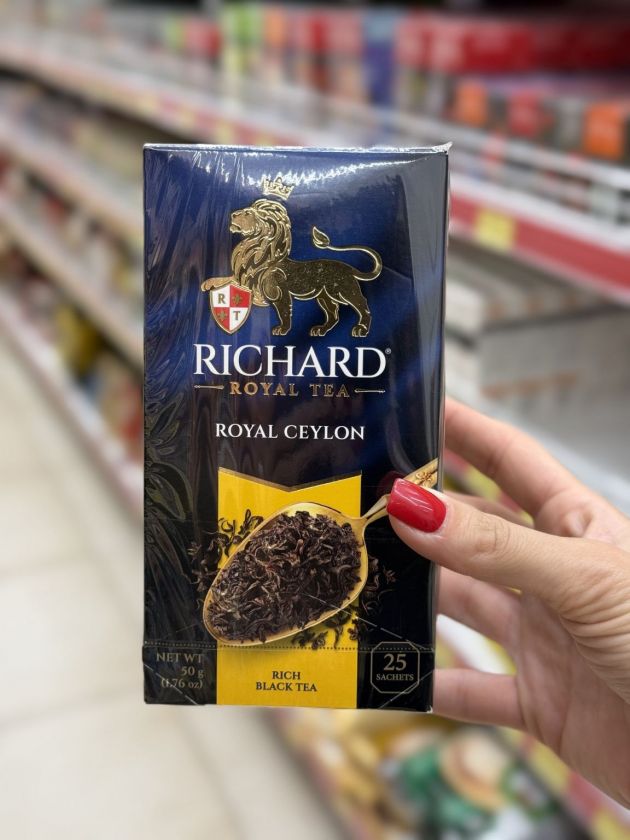 R T
RICHARD®
ROYAL TEA
ROYAL CEYLON
NET WT
50 g
(1.76 oz)
RICH
BLACK TEA
25
SACHETS